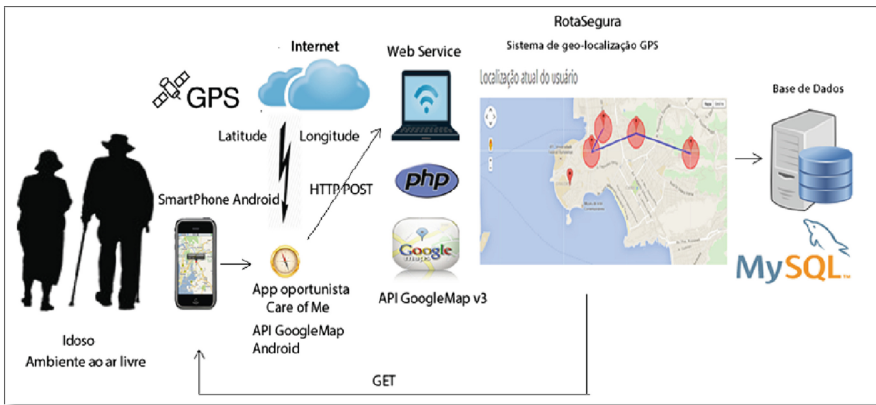 RotaSegura
Sistema de geo-localização GPS
Internet
Web Service
Localização atual do usuário
GPS
Base de Dados
Latitude
Longitude
HTTP POST
php
SmartPhone Android
Google
maps
App oportunista
Care of Me
API GoogleMap
Android
API GoogleMap v3
MySQL
Idoso
Ambiente ao ar livre
GET